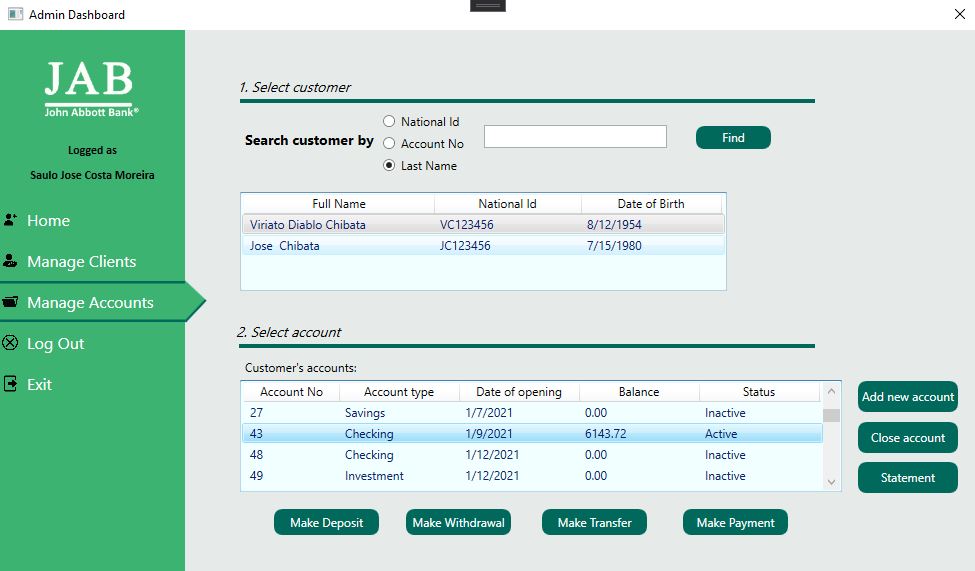 Admin Dashboard
JAB
John Abbott Bank®
Logged as
Saulo Jose Costa Moreira
Home
Manage Clients
Manage Accounts
Log Out
Exit
1. Select customer
Search customer by
National Id
Account No
Last Name
Find
Full Name National Id Date of Birth
Viriato Diablo Chibata VC123456 8/12/1954
Jose  Chibata JC123456 7/15/1980
2. Select account
Customer's accounts:
Account No Account type Date of opening Balance Status
27 Savings 1/7/2021 0.00 Inactive
43 Checking 1/9/2021 6143.72 Active
48 Checking 1/12/2021 0.00 Inactive
49 Investment 1/12/2021 0.00 Inactive
Add new account
Close account
Statement
Make Deposit Make Withdrawal Make Transfer Make Payment